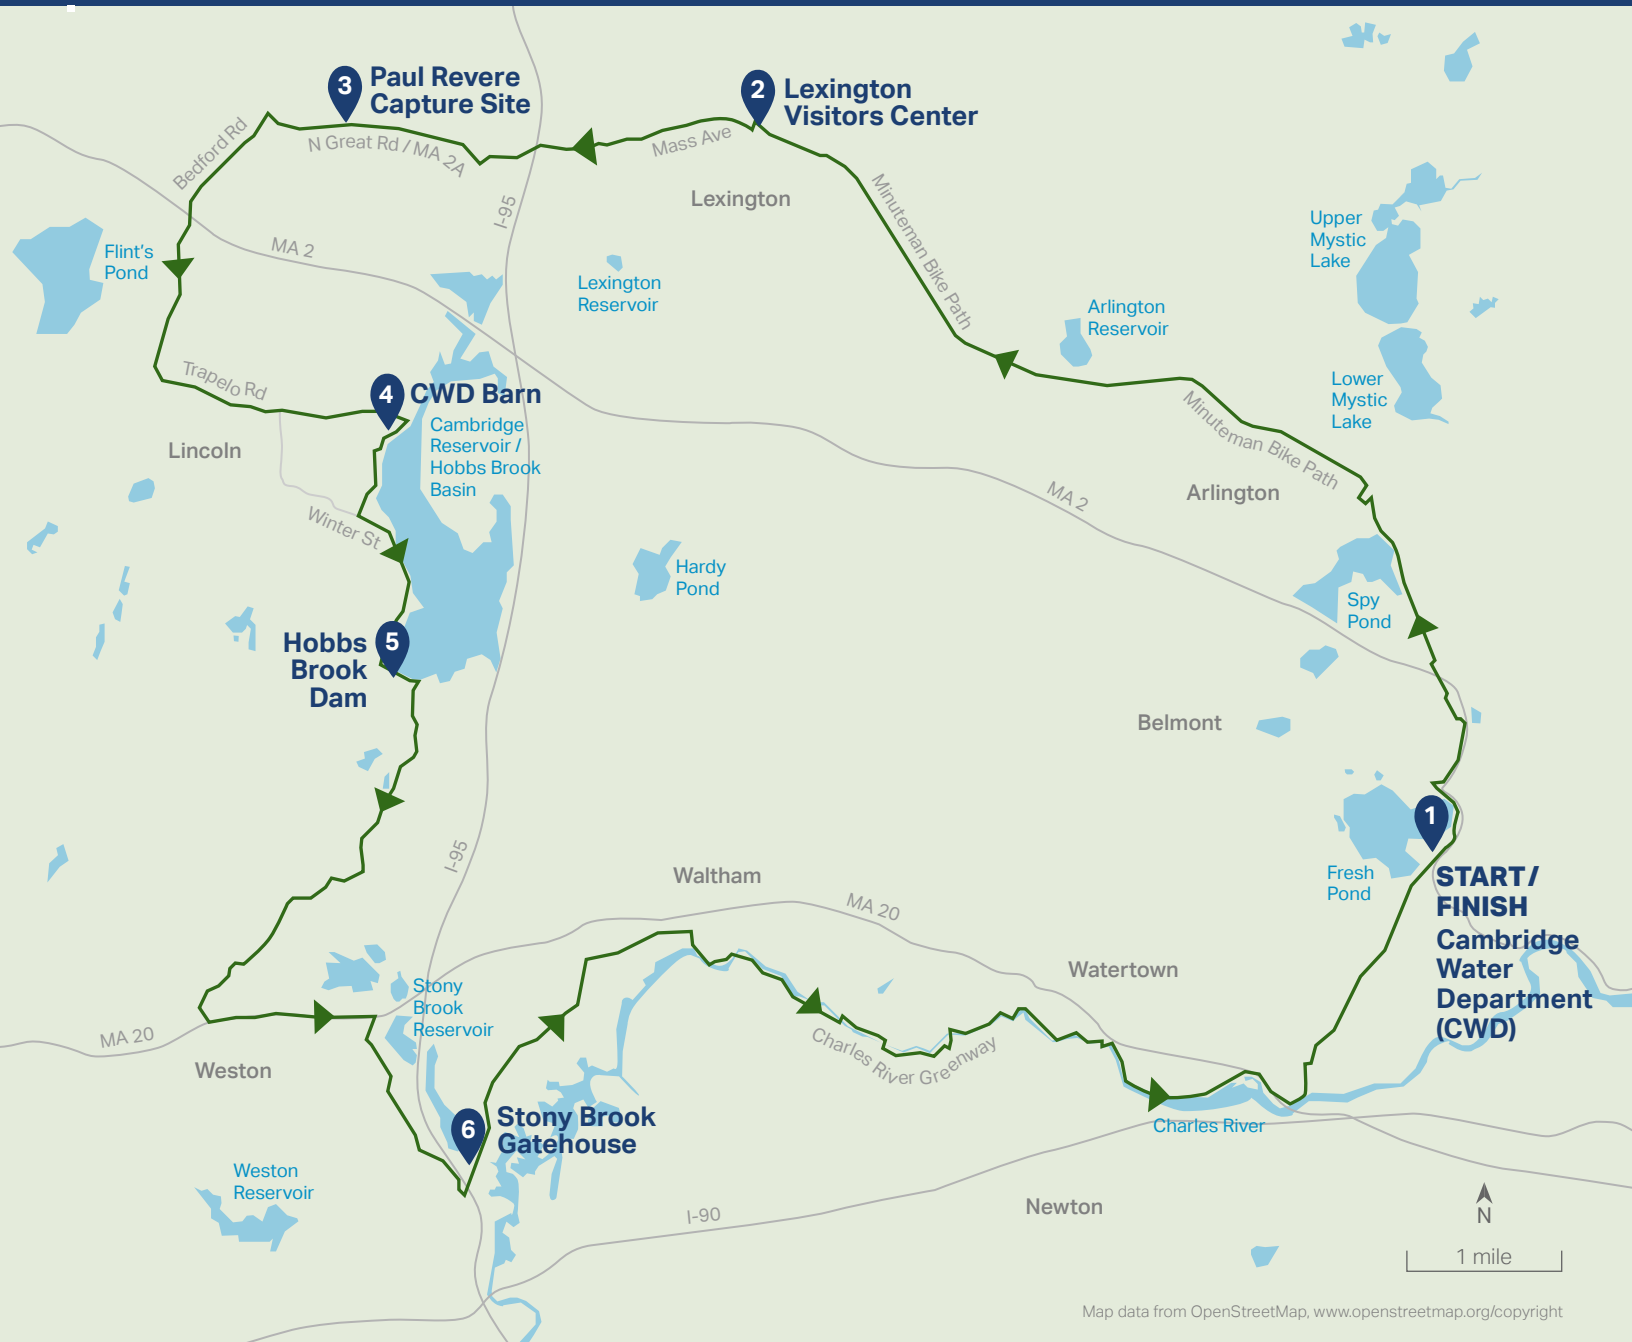 3
Paul Revere
Capture Site
2
Lexington
Visitors Center
Bedford Rd
N Great Rd / MA 2A
Mass Ave
Lexington
I-95
MA 2
Flint's
Pond
Lexington
Reservoir
Minuteman Bike Path
Arlington
Reservoir
Upper
Mystic
Lake
Lower
Mystic
Lake
Trapelo Rd
4
CWD Barn
Cambridge
Reservoir /
Hobbs Brook
Basin
Lincoln
Winter St
Minuteman Bike Path
Arlington
MA 2
Hardy
Pond
Spy
Pond
Hobbs
Brook
Dam
5
Belmont
1
Fresh
Pond
START/
FINISH
Cambridge
Water
Department
(CWD)
I-95
Waltham
MA 20
Watertown
Stony
Brook
Reservoir
MA 20
Weston
Charles River Greenway
6
Stony Brook
Gatehouse
Charles River
Weston
Reservoir
I-90
Newton
N
1 mile
Map data from OpenStreetMap, www.openstreetmap.org/copyright